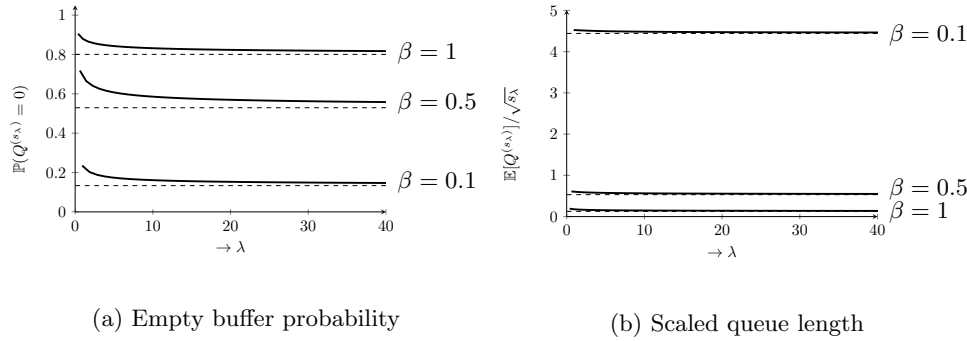 1
0.8
0.6
0.4
0.2
0
0 10 20 30 40
→ λ
ℙ(Q^(s_λ) = 0)
β = 1
β = 0.5
β = 0.1
(a) Empty buffer probability
5
4
3
2
1
0
0 10 20 30 40
→ λ
𝔼[Q^(s_λ)]/√s_λ
β = 0.1
β = 0.5
β = 1
(b) Scaled queue length